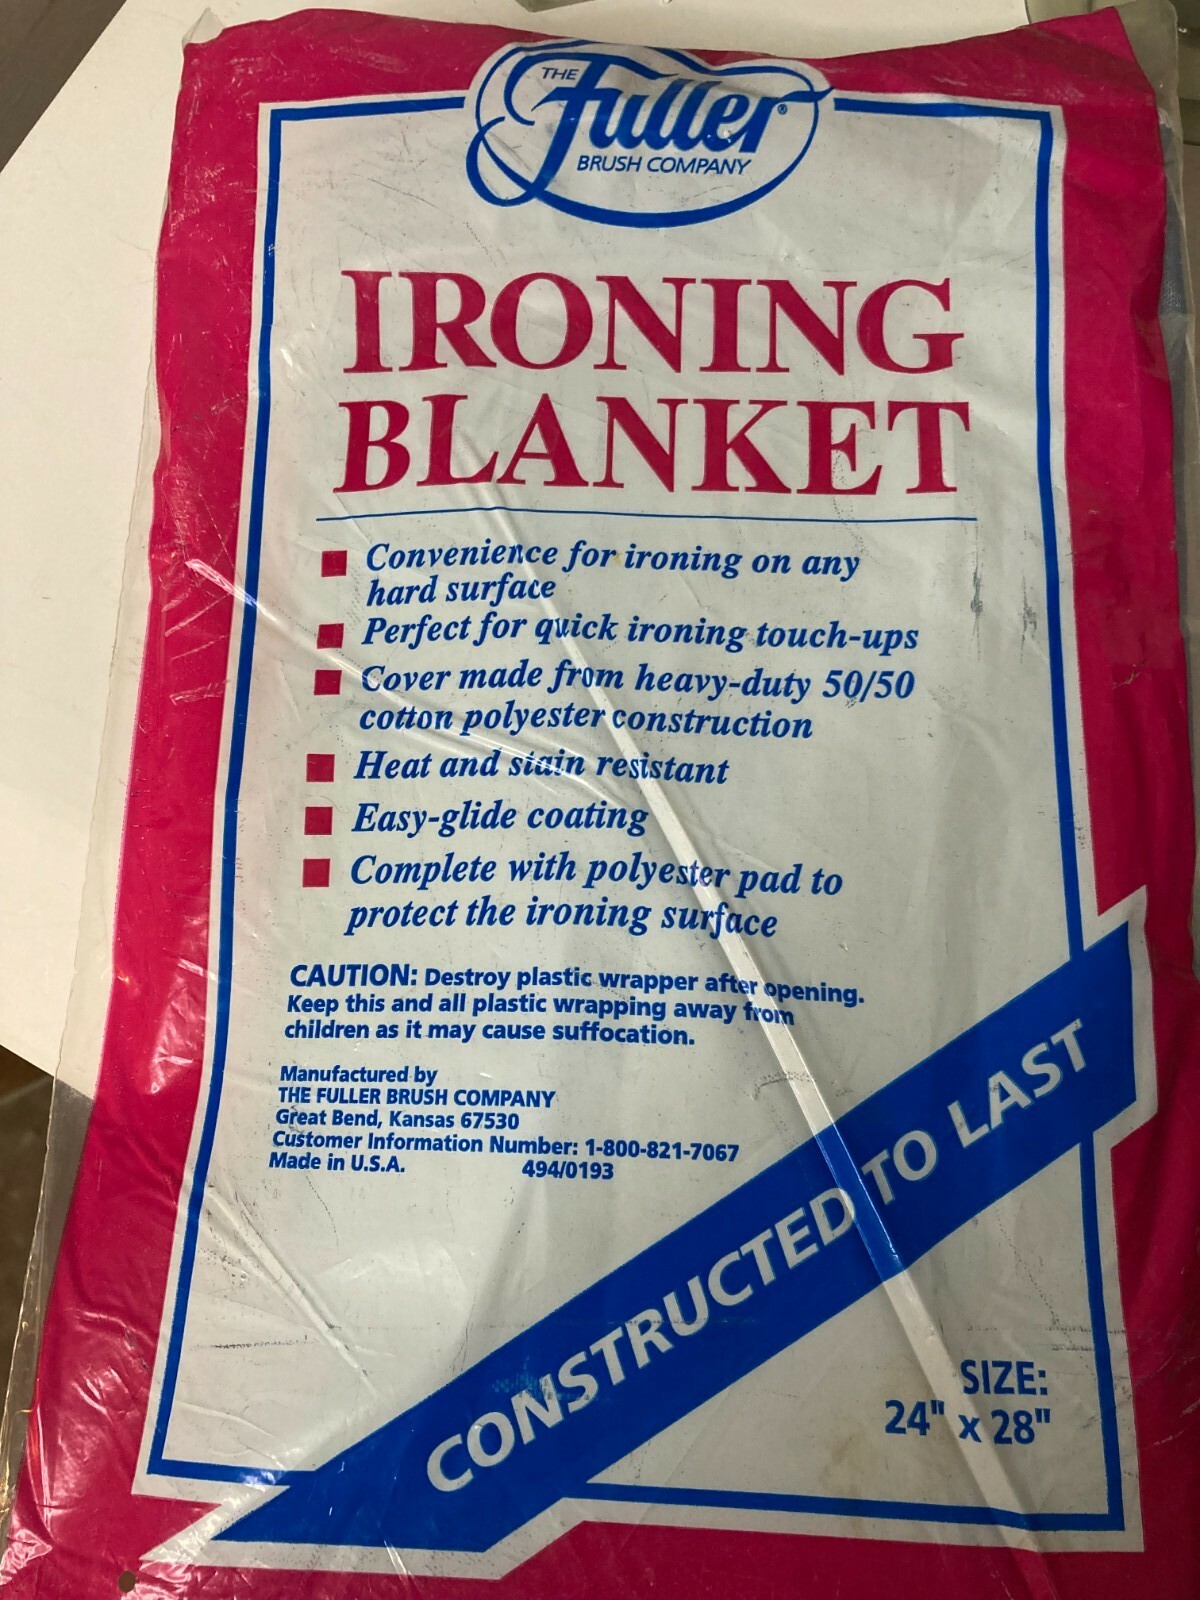 THE
Fuller®
BRUSH COMPANY
IRONING
BLANKET
■ Convenience for ironing on any
hard surface
■ Perfect for quick ironing touch-ups
■ Cover made from heavy-duty 50/50
cotton polyester construction
■ Heat and stain resistant
■ Easy-glide coating
■ Complete with polyester pad to
protect the ironing surface
CAUTION: Destroy plastic wrapper after opening.
Keep this and all plastic wrapping away from
children as it may cause suffocation.
Manufactured by
THE FULLER BRUSH COMPANY
Great Bend, Kansas 67530
Customer Information Number: 1-800-821-7067
Made in U.S.A. 494/0193
CONSTRUCTED TO LAST
SIZE:
24" x 28"